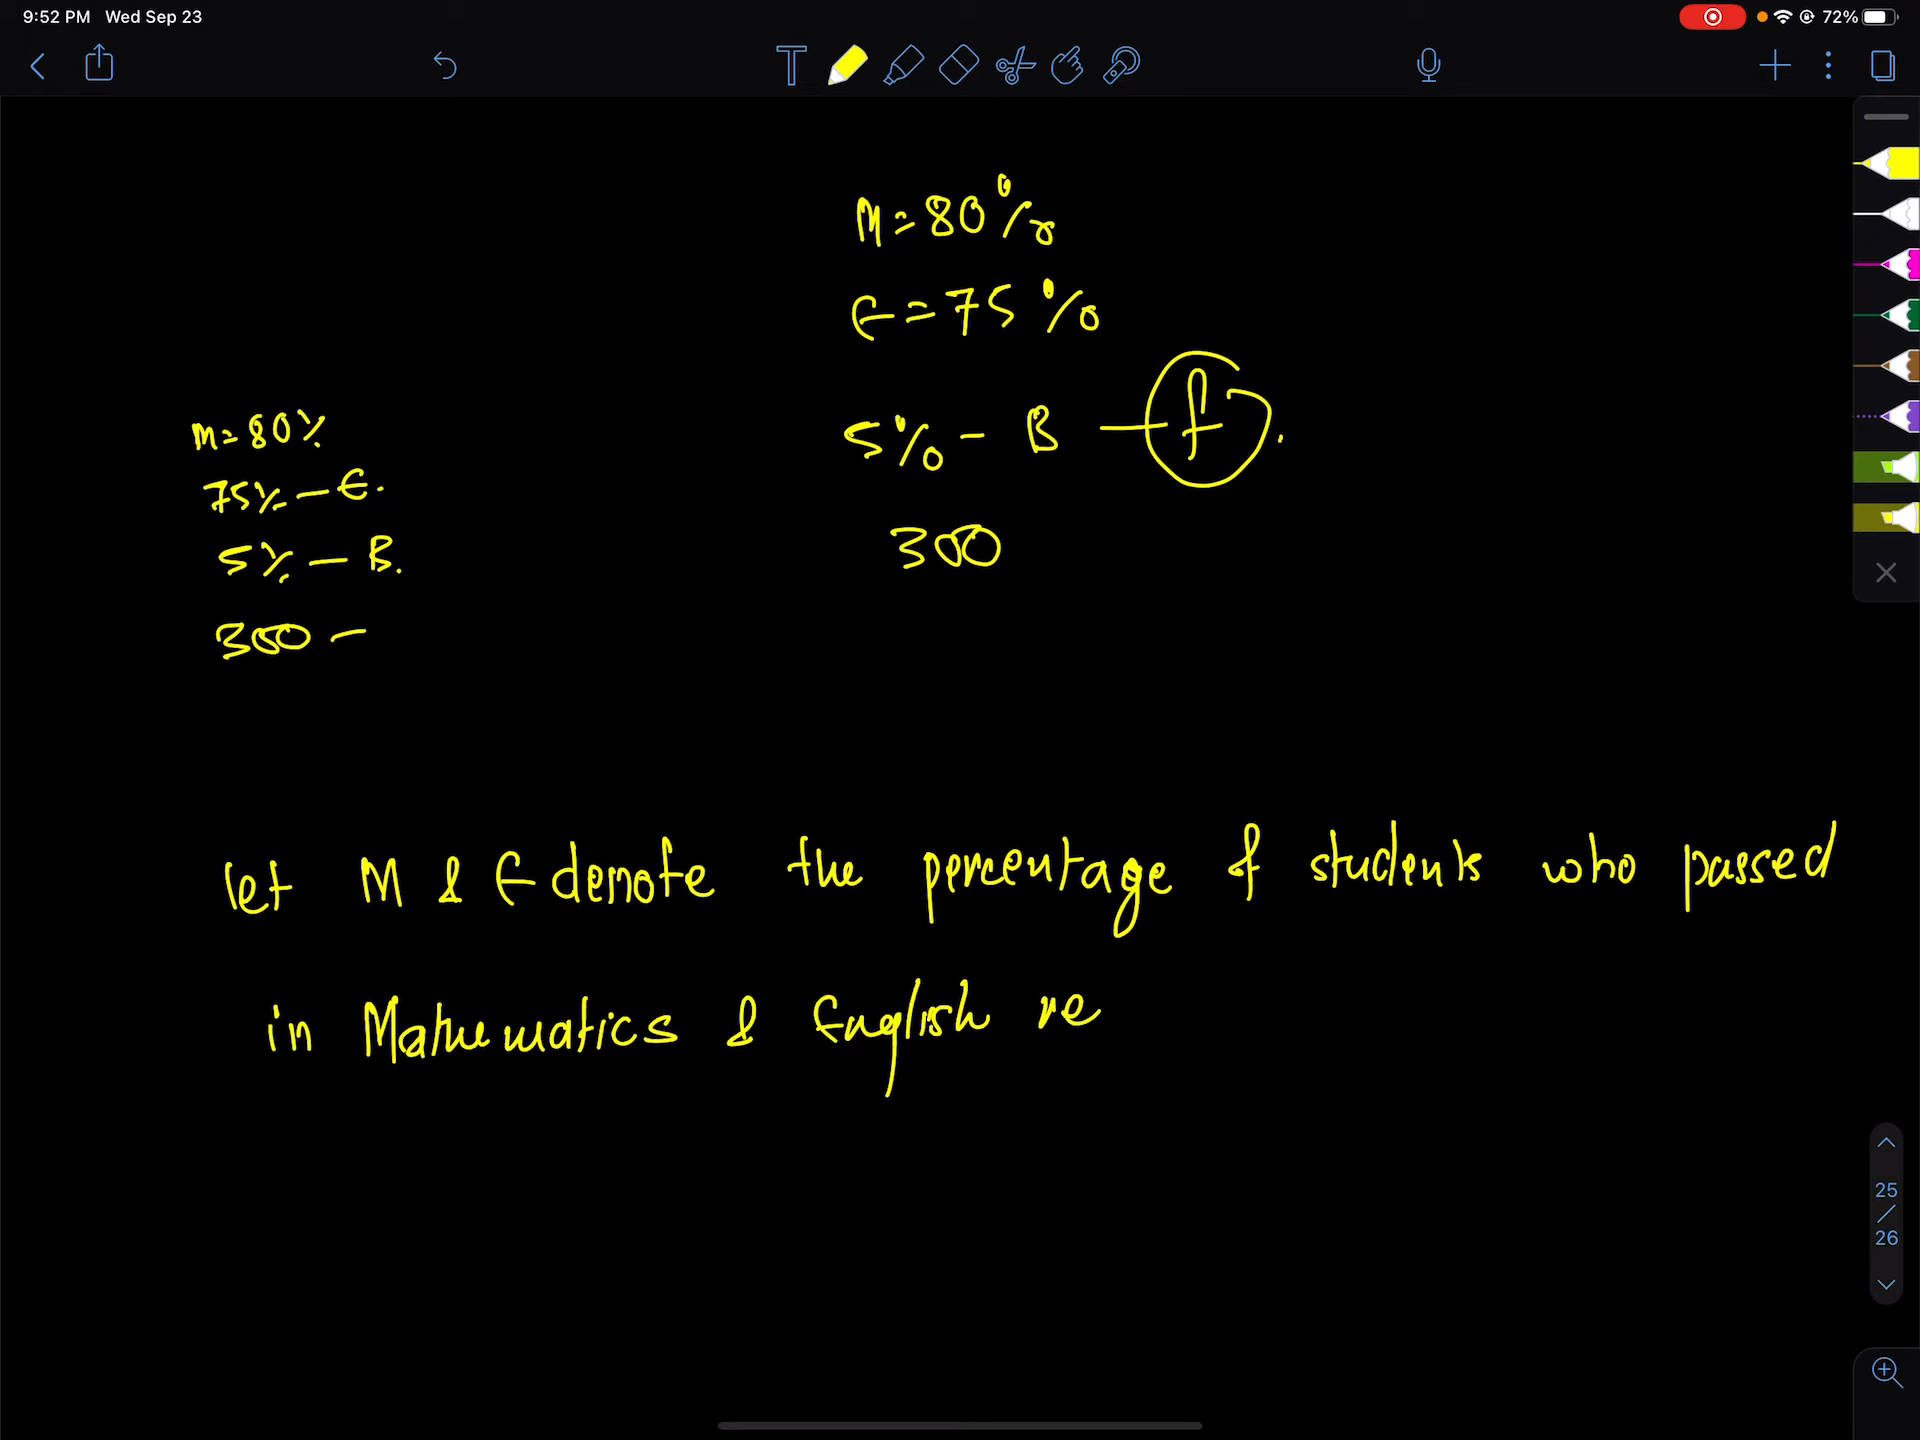 9:52 PM Wed Sep 23
72%
M = 80%
E = 75%
5% - B - f.
300
M = 80%
75% - E.
5% - B.
300 -
let M & E denote the percentage of students who passed
in Mathematics & English re
25
/
26